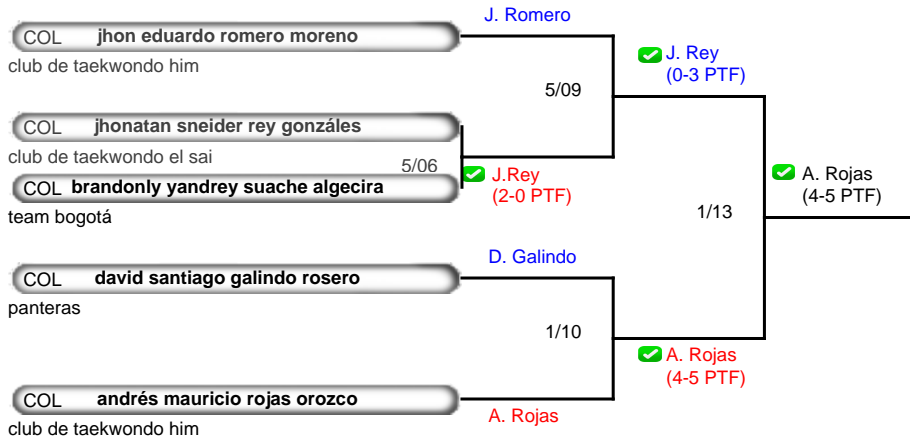 J. Romero
COL jhon eduardo romero moreno
club de taekwondo him
J. Rey
(0-3 PTF)
5/09
COL jhonatan sneider rey gonzáles
club de taekwondo el sai
5/06
J.Rey
(2-0 PTF)
COL brandonly yandrey suache algecira
team bogotá
A. Rojas
(4-5 PTF)
1/13
D. Galindo
COL david santiago galindo rosero
panteras
1/10
A. Rojas
(4-5 PTF)
COL andrés mauricio rojas orozco
club de taekwondo him
A. Rojas